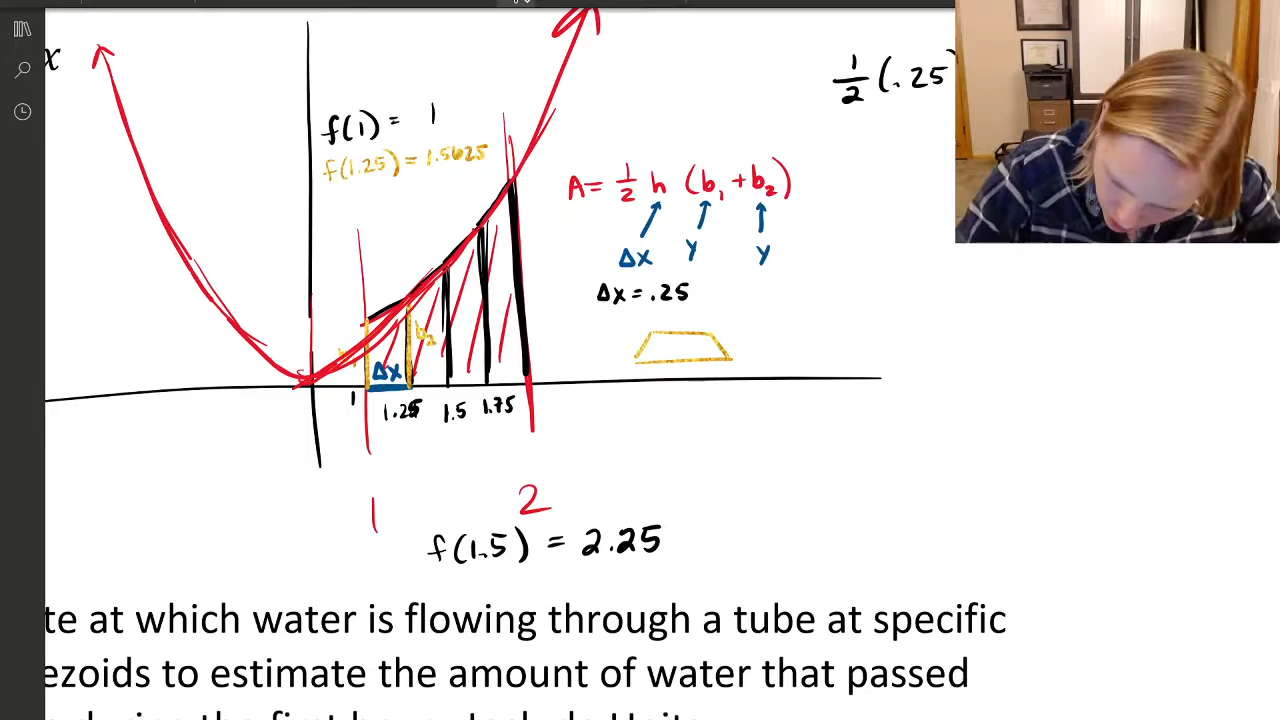 x
1/2 (.25
f(1) = 1
f(1.25) = 1.5625
A = 1/2 h (b₁ + b₂)
Δx y y
Δx = .25
b₂
Δx
1 1.25 1.5 1.75
1 2
f(1.5) = 2.25
te at which water is flowing through a tube at specific
ezoids to estimate the amount of water that passed